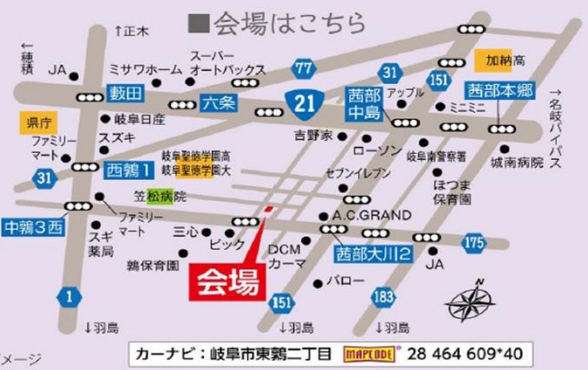 ■会場はこちら
↑正木
←穂積
JA
ミサワホーム
スーパー
オートバックス
77
加納高
31
151
アップル
ミニミニ
茜部本郷
→名岐バイパス
藪田
六条
21
茜部
中島
県庁
岐阜日産
ファミリー
マート
スズキ
吉野家
ローソン
岐阜南警察署
城南病院
西鶉1
岐阜聖徳学園高
岐阜聖徳学園大
31
セブンイレブン
ほづま
保育園
笠松病院
中鶉3西
ファミリー
マート
A.C.GRAND
スギ
薬局
三心
ビック
DCM
カーマ
茜部大川2
175
鶉保育園
JA
会場
バロー
N
1
151
183
↓羽島
↓羽島
↓羽島
メージ
カーナビ:岐阜市東鶉二丁目 MAPCODE® 28 464 609*40